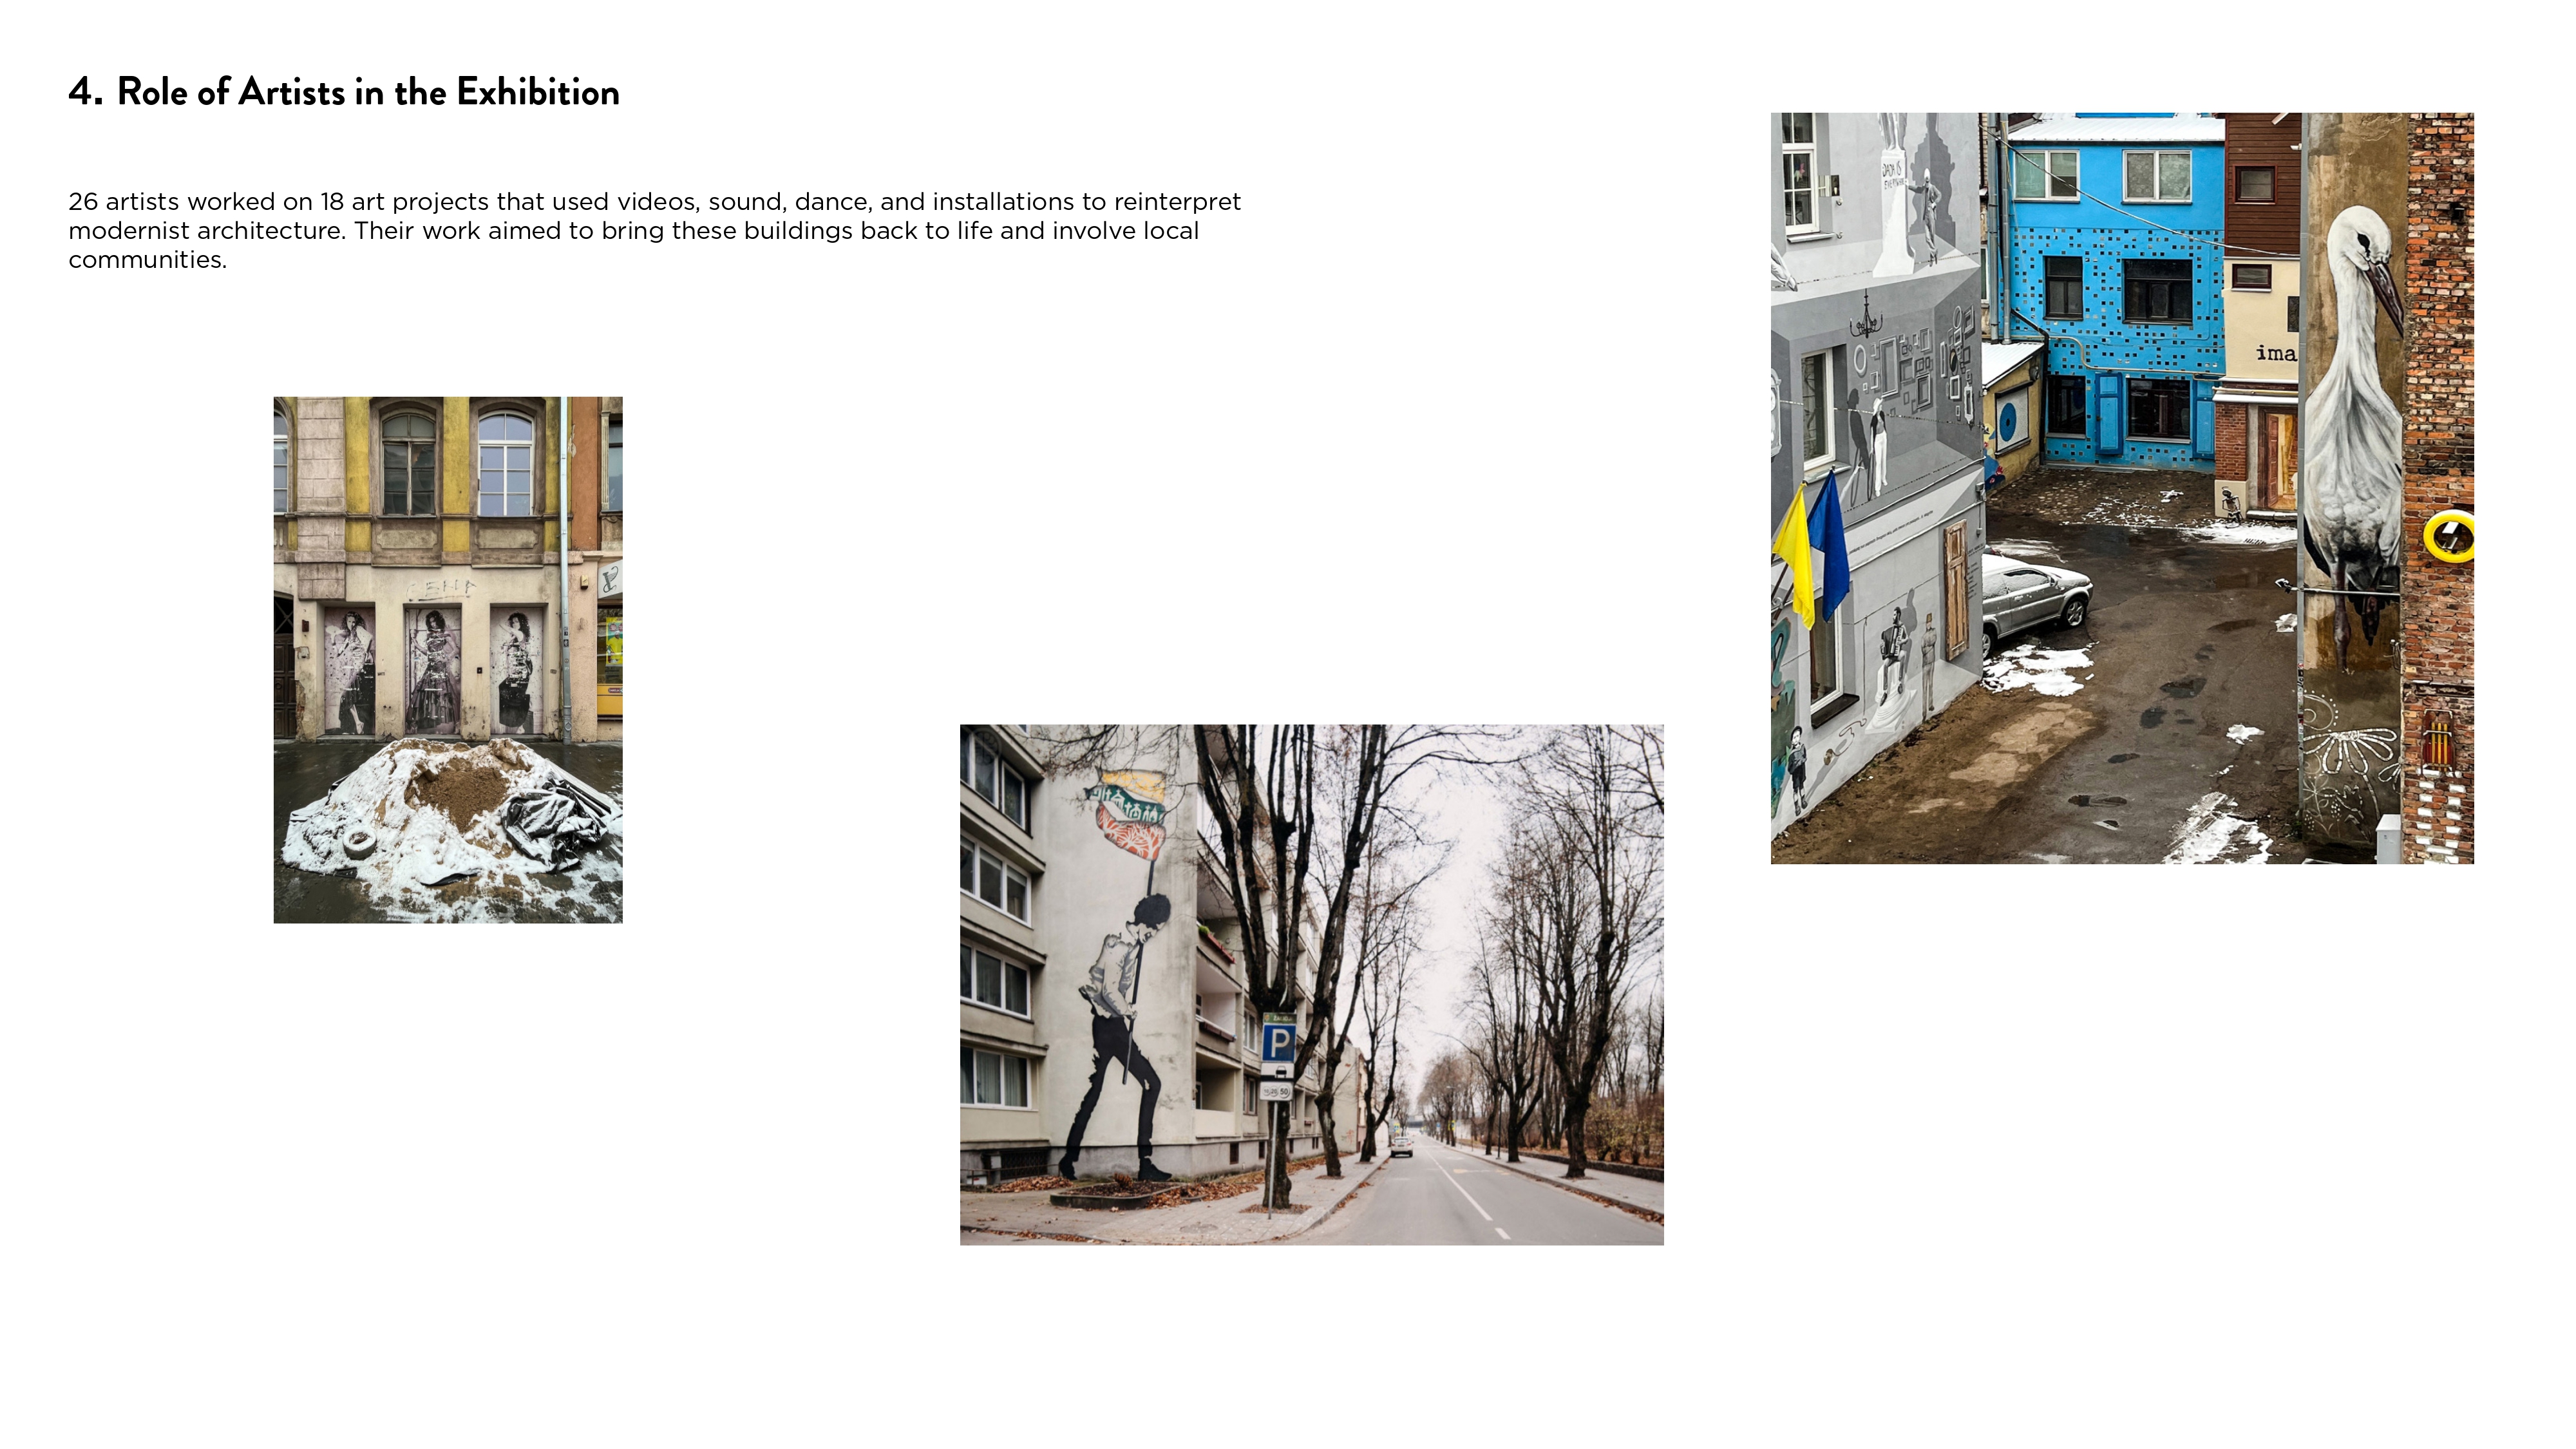 4. Role of Artists in the Exhibition
26 artists worked on 18 art projects that used videos, sound, dance, and installations to reinterpret
modernist architecture. Their work aimed to bring these buildings back to life and involve local
communities.
ima
P